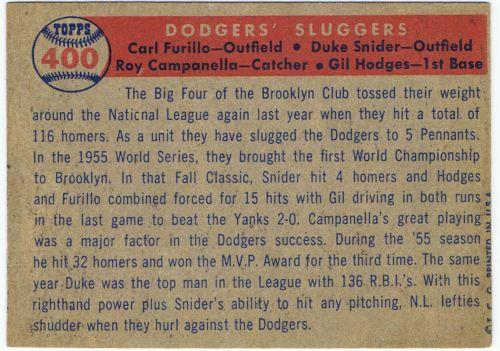 TOPPS
400
DODGERS' SLUGGERS
Carl Furillo—Outfield • Duke Snider—Outfield
Roy Campanella—Catcher • Gil Hodges—1st Base
The Big Four of the Brooklyn Club tossed their weight
around the National League again last year when they hit a total of
116 homers. As a unit they have slugged the Dodgers to 5 Pennants.
In the 1955 World Series, they brought the first World Championship
to Brooklyn. In that Fall Classic, Snider hit 4 homers and Hodges
and Furillo combined forced for 15 hits with Gil driving in both runs
in the last game to beat the Yanks 2-0. Campanella's great playing
was a major factor in the Dodgers success. During the '55 season
he hit 32 homers and won the M.V.P. Award for the third time. The
same year Duke was the top man in the League with 136 R.B.I.'s. With
this righthand power plus Snider's ability to hit any pitching, N.L. lefties
shudder when they hurl against the Dodgers.
© T. C. G. PRINTED IN U.S.A.